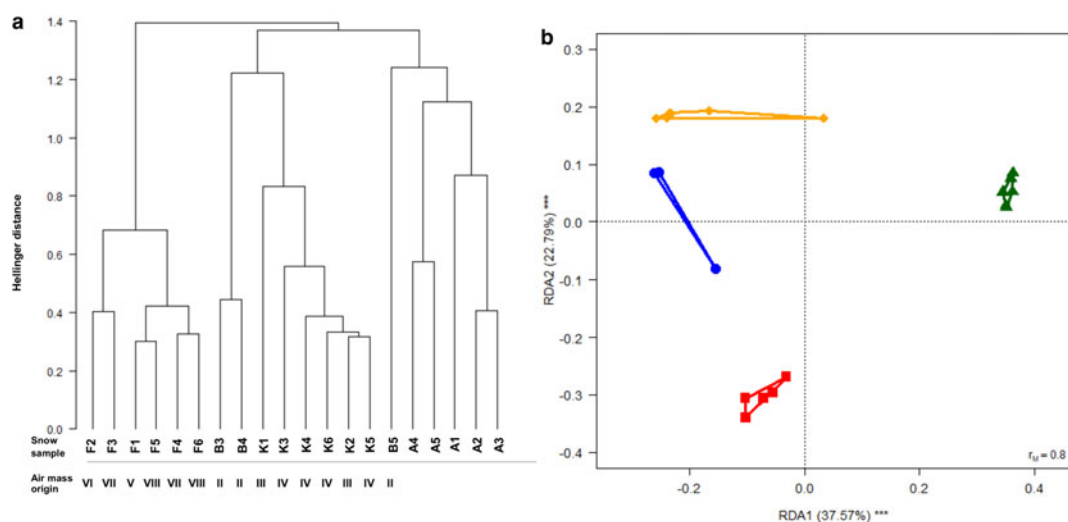 a
Hellinger distance
1.4
1.2
1.0
0.8
0.6
0.4
0.2
0.0
Snow sample
F2 F3 F1 F5 F4 F6 B3 B4 K1 K3 K4 K6 K2 K5 B5 A4 A5 A1 A2 A3
Air mass origin
VI VII V VIII VII VIII II II III IV IV IV III IV II
b
RDA2 (22.79%) ***
0.3
0.2
0.1
0.0
-0.1
-0.2
-0.3
-0.4
-0.2 0.0 0.2 0.4
RDA1 (37.57%) ***
rM = 0.8